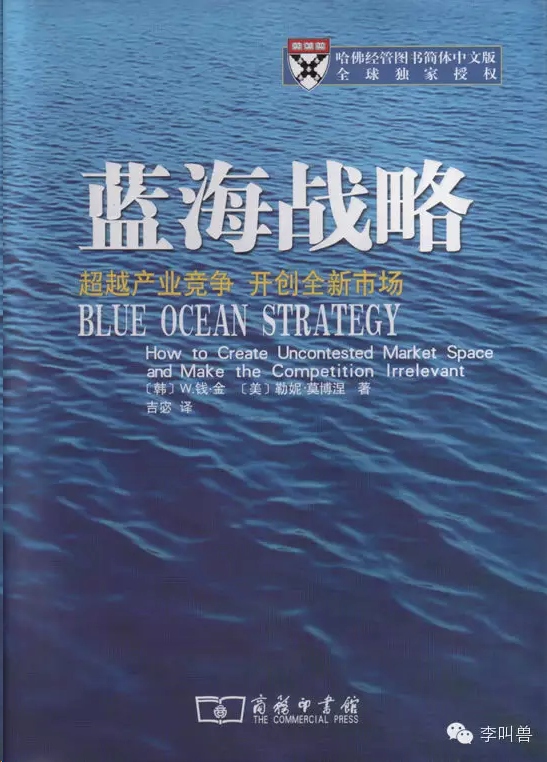 哈佛经管图书简体中文版
全球独家授权
蓝海战略
超越产业竞争 开创全新市场
BLUE OCEAN STRATEGY
How to Create Uncontested Market Space
and Make the Competition Irrelevant
〔韩〕W.钱·金 〔美〕勒妮·莫博涅 著
吉宓 译
商務印書館
THE COMMERCIAL PRESS
李叫兽